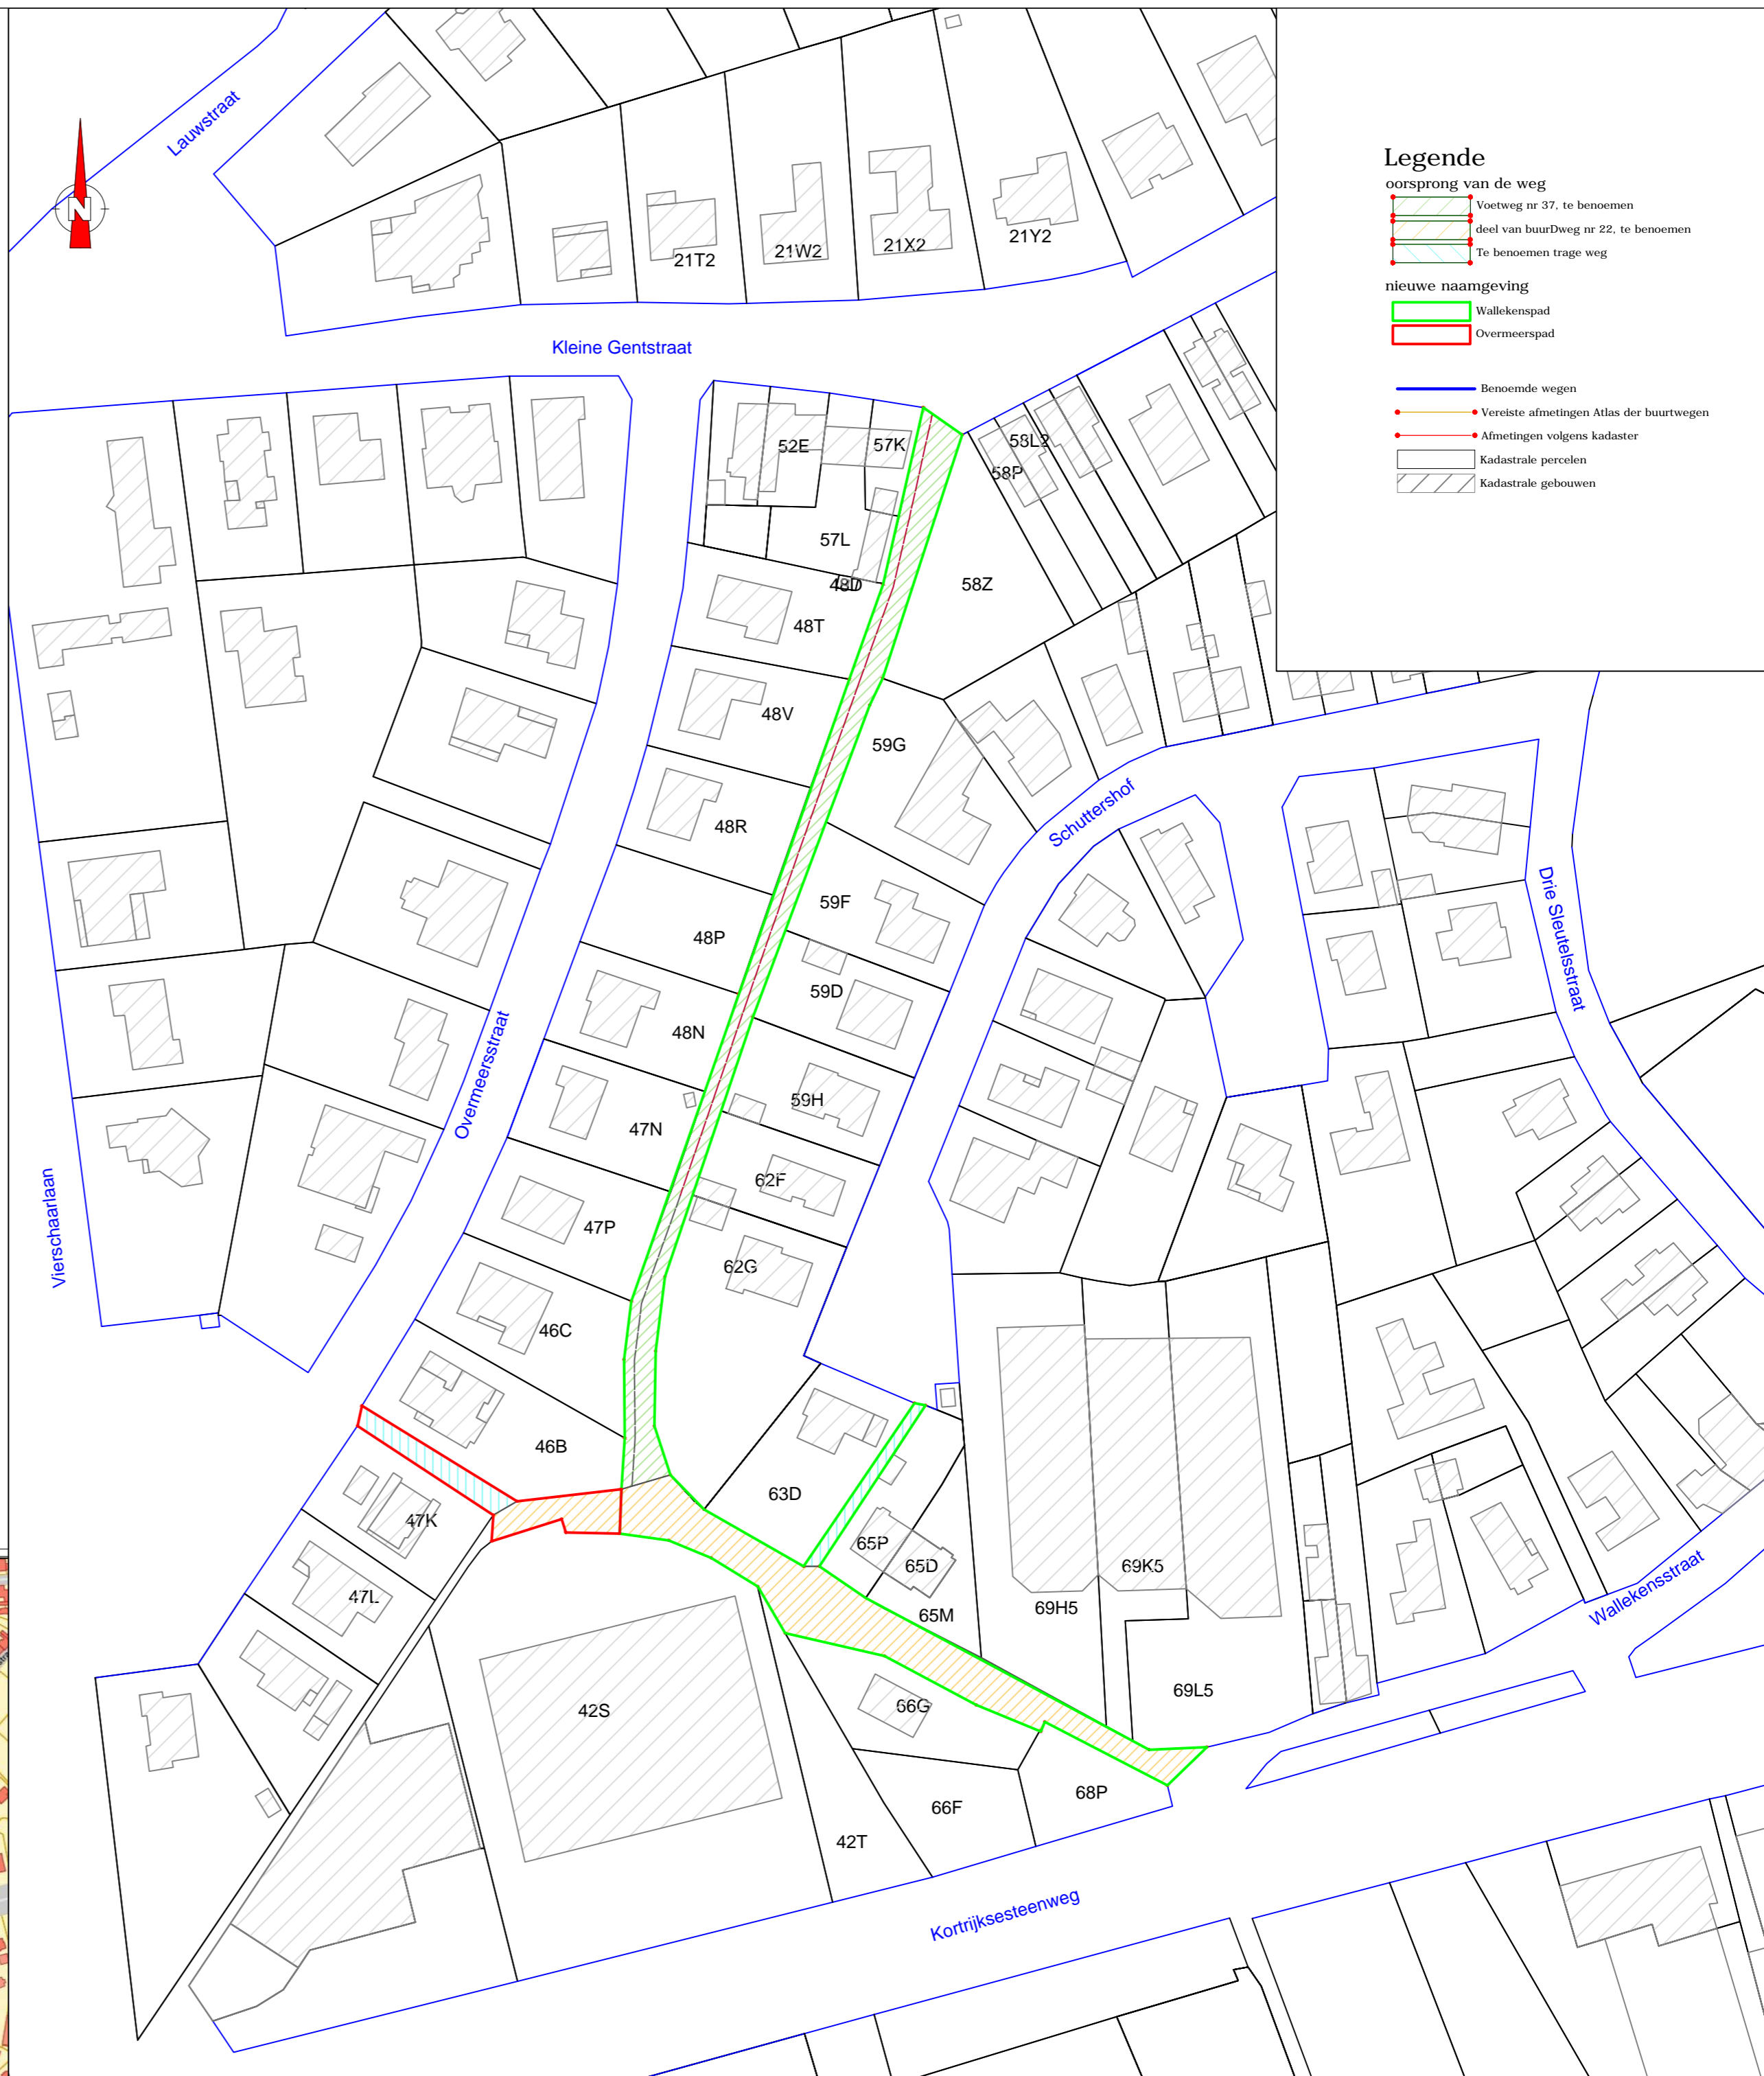 Lauwstraat
N
Legende
oorsprong van de weg
Voetweg nr 37, te benoemen
deel van buurDweg nr 22, te benoemen
Te benoemen trage weg
nieuwe naamgeving
Wallekenspad
Overmeerspad
Benoemde wegen
Vereiste afmetingen Atlas der buurtwegen
Afmetingen volgens kadaster
Kadastrale percelen
Kadastrale gebouwen
21T2
21W2
21X2
21Y2
Kleine Gentstraat
52E
57K
58L2
58P
57L
48D
58Z
48T
48V
59G
48R
Schuttershof
59F
48P
Drie Sleutelsstraat
59D
48N
Overmeersstraat
59H
47N
62F
Vierschaarlaan
47P
62G
46C
46B
63D
47K
65P
65D
69K5
47L
69H5
65M
Wallekensstraat
69L5
66G
42S
68P
66F
42T
Kortrijksesteenweg